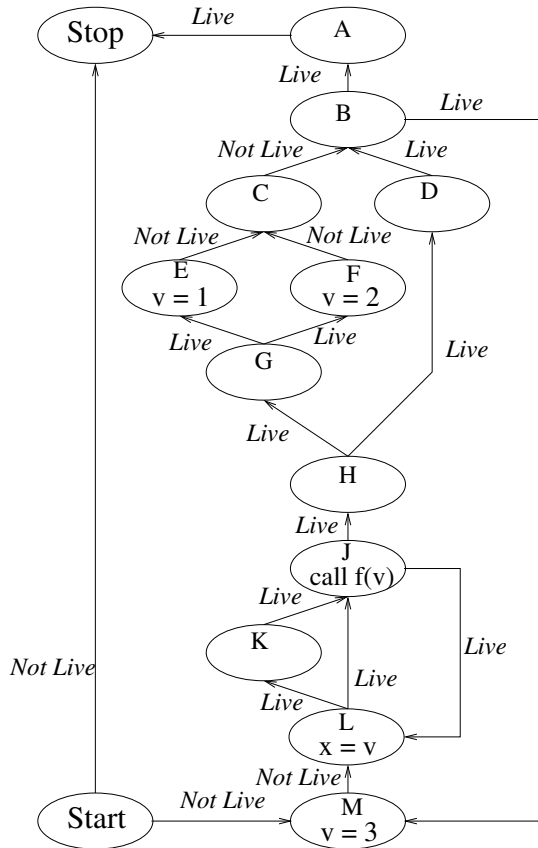 Stop
Live
A
Live
B
Live
Not Live
Live
C
D
Not Live
Not Live
E
v = 1
F
v = 2
Live
Live
G
Live
Live
H
Live
J
call f(v)
Live
K
Live
Not Live
Live
Live
L
x = v
Not Live
Start
Not Live
M
v = 3